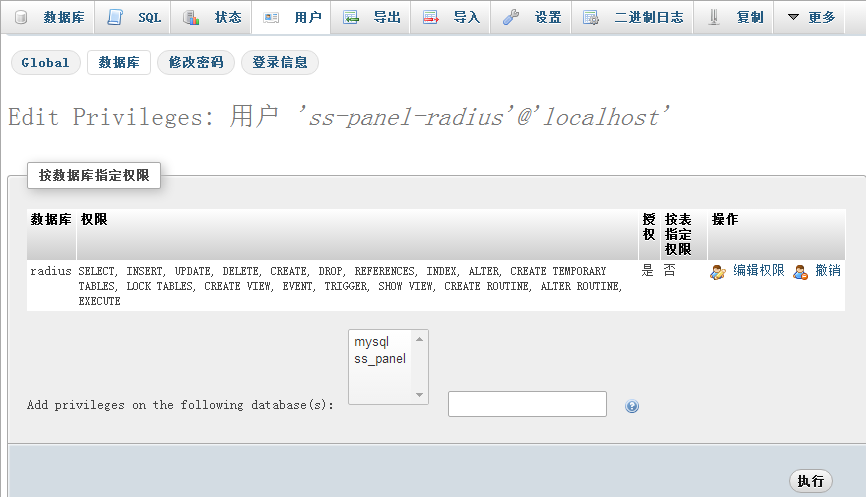 数据库 SQL 状态 用户 导出 导入 设置 二进制日志 复制 更多
Global 数据库 修改密码 登录信息
Edit Privileges: 用户 'ss-panel-radius'@'localhost'
按数据库指定权限
数据库 权限 授权 按表指定权限 操作
radius SELECT, INSERT, UPDATE, DELETE, CREATE, DROP, REFERENCES, INDEX, ALTER, CREATE TEMPORARY 是 否 编辑权限 撤销
TABLES, LOCK TABLES, CREATE VIEW, EVENT, TRIGGER, SHOW VIEW, CREATE ROUTINE, ALTER ROUTINE,
EXECUTE
mysql
ss_panel
Add privileges on the following database(s):
执行